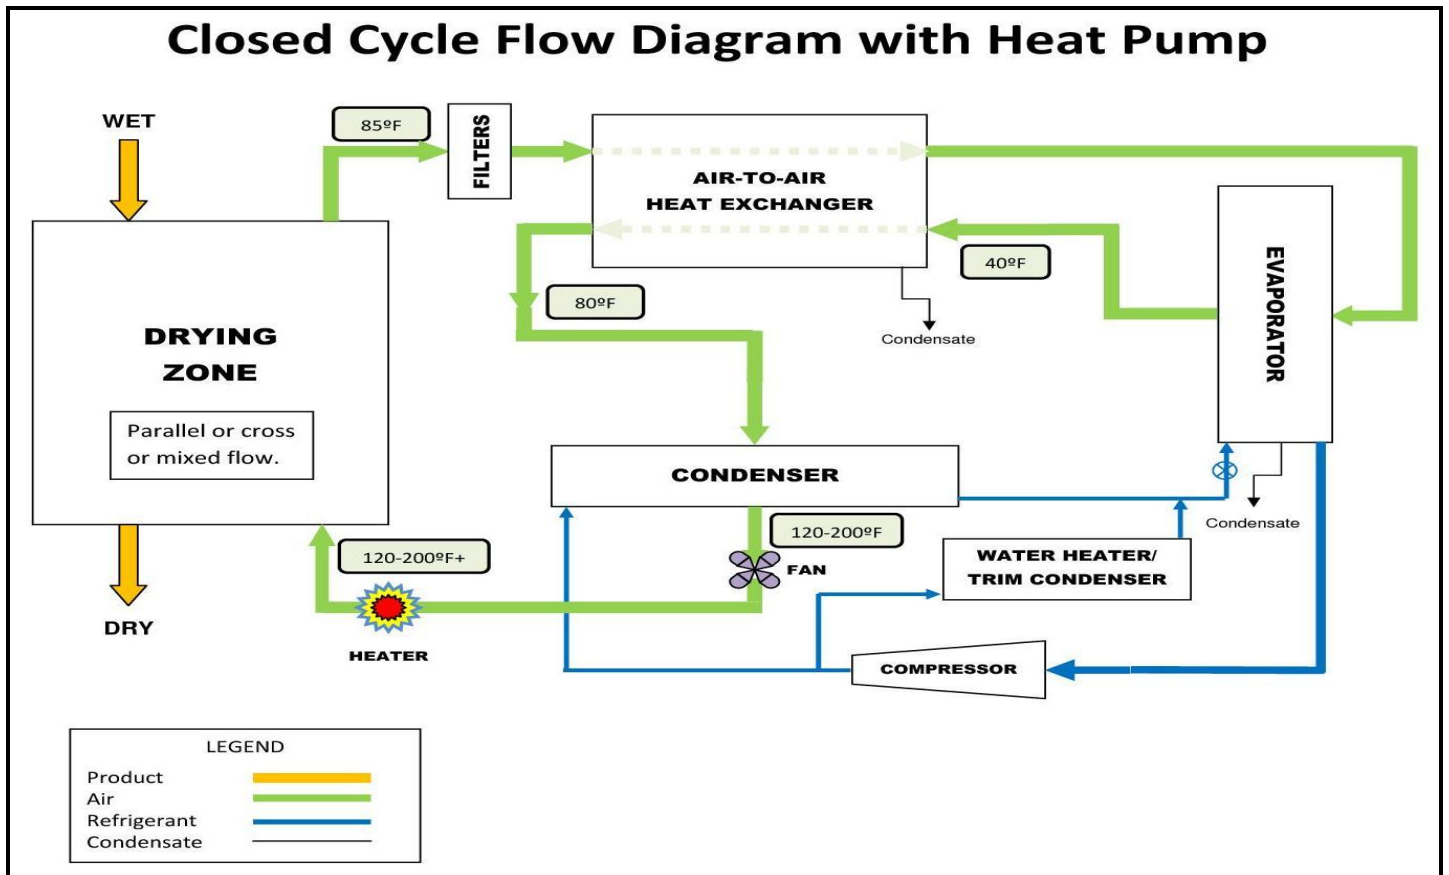 Closed Cycle Flow Diagram with Heat Pump
WET
85ºF
FILTERS
AIR-TO-AIR
HEAT EXCHANGER
40ºF
EVAPORATOR
80ºF
Condensate
DRYING
ZONE
Parallel or cross
or mixed flow.
CONDENSER
Condensate
120-200ºF
120-200ºF+
FAN
WATER HEATER/
TRIM CONDENSER
DRY
HEATER
COMPRESSOR
LEGEND
Product
Air
Refrigerant
Condensate